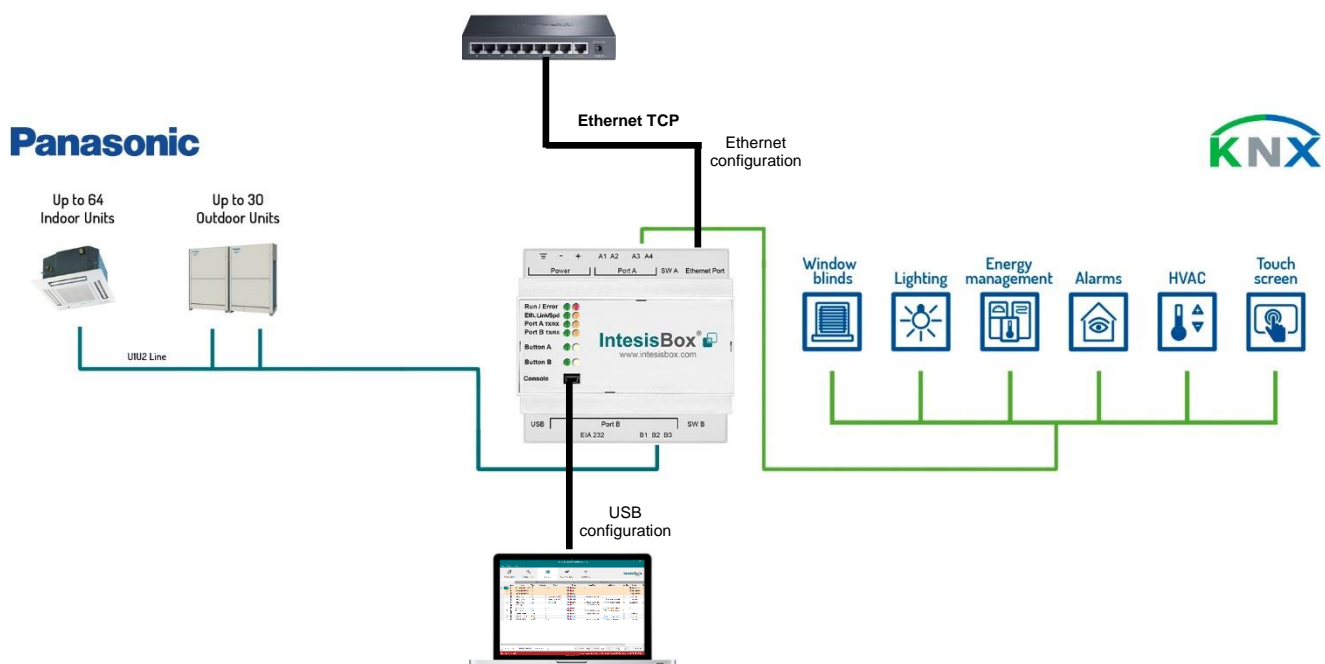 Ethernet TCP
Ethernet
configuration
Panasonic
KNX
Up to 64
Indoor Units
Up to 30
Outdoor Units
U1U2 Line
- +
A1 A2
A3 A4
Power
Port A
SW A
Ethernet Port
Run / Error
Eth. Link/Spd
Port A TX/RX
Port B TX/RX
Button A
Button B
Console
IntesisBox®
www.intesisbox.com
USB
Port B
SW B
EIA 232
B1 B2 B3
Window
blinds
Lighting
Energy
management
Alarms
HVAC
Touch
screen
USB
configuration